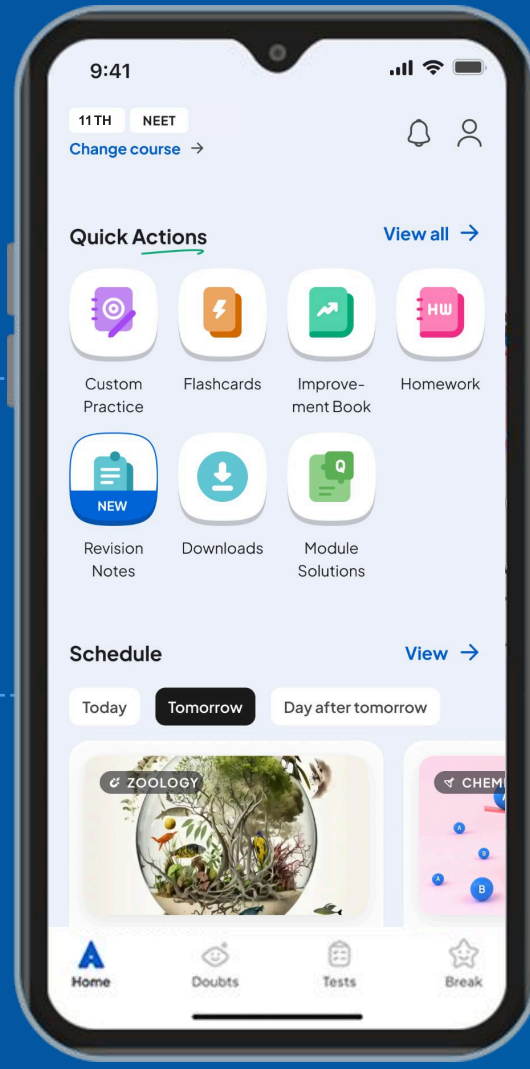 9:41
11TH NEET
Change course →
Quick Actions
View all →
Custom Practice
Flashcards
Improve-
ment Book
HW
Homework
NEW
Revision
Notes
Downloads
Q
Module
Solutions
Schedule
View →
Today
Tomorrow
Day after tomorrow
ZOOLOGY
CHEM
A
B
A
B
Home
Doubts
Tests
Break